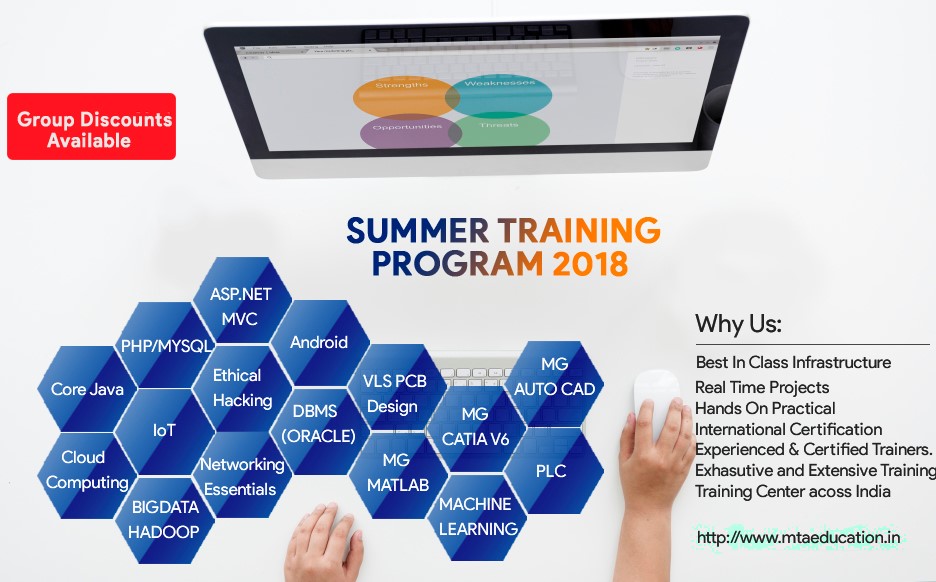 Strengths
Weaknesses
Opportunities
Threats
Group Discounts
Available
SUMMER TRAINING
PROGRAM 2018
ASP.NET
MVC
PHP/MYSQL
Android
Core Java
Ethical
Hacking
IoT
DBMS
(ORACLE)
Cloud
Computing
Networking
Essentials
BIGDATA
HADOOP
VLS PCB
Design
MG
AUTO CAD
MG
CATIA V6
MG
MATLAB
PLC
MACHINE
LEARNING
Why Us:
Best In Class Infrastructure
Real Time Projects
Hands On Practical
International Certification
Experienced & Certified Trainers.
Exhasutive and Extensive Training
Training Center acoss India
http://www.mtaeducation.in